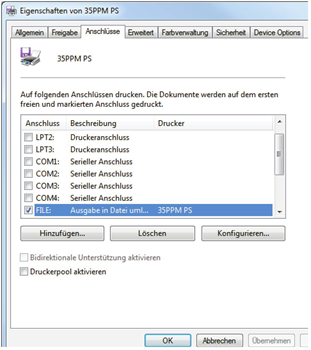 Eigenschaften von 35PPM PS
Allgemein Freigabe Anschlüsse Erweitert Farbverwaltung Sicherheit Device Options
35PPM PS
Auf folgenden Anschlüssen drucken. Die Dokumente werden auf dem ersten
freien und markierten Anschluss gedruckt.
Anschluss Beschreibung Drucker
LPT2: Druckeranschluss
LPT3: Druckeranschluss
COM1: Serieller Anschluss
COM2: Serieller Anschluss
COM3: Serieller Anschluss
COM4: Serieller Anschluss
FILE: Ausgabe in Datei uml... 35PPM PS
Hinzufügen... Löschen Konfigurieren...
Bidirektionale Unterstützung aktivieren
Druckerpool aktivieren
OK Abbrechen Übernehmen